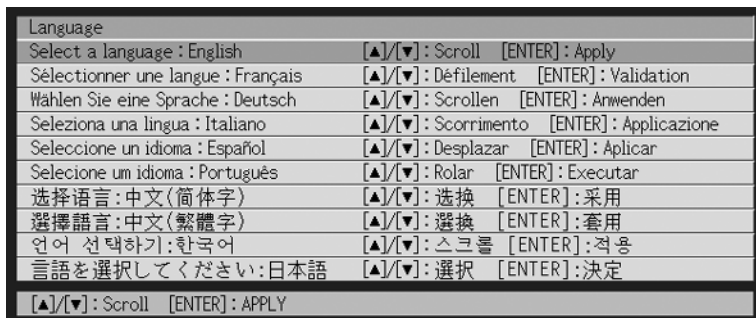 Language
Select a language : English [▲]/[▼] : Scroll [ENTER] : Apply
Sélectionner une langue : Français [▲]/[▼] : Défilement [ENTER] : Validation
Wählen Sie eine Sprache : Deutsch [▲]/[▼] : Scrollen [ENTER] : Anwenden
Seleziona una lingua : Italiano [▲]/[▼] : Scorrimento [ENTER] : Applicazione
Seleccione un idioma : Español [▲]/[▼] : Desplazar [ENTER] : Aplicar
Selecione um idioma : Português [▲]/[▼] : Rolar [ENTER] : Executar
选择语言:中文(简体字) [▲]/[▼] : 选换 [ENTER]:采用
選擇語言:中文(繁體字) [▲]/[▼] : 選換 [ENTER]:套用
언어 선택하기:한국어 [▲]/[▼] : 스크롤 [ENTER]:적용
言語を選択してください:日本語 [▲]/[▼] : 選択 [ENTER]:決定
[▲]/[▼] : Scroll [ENTER] : APPLY